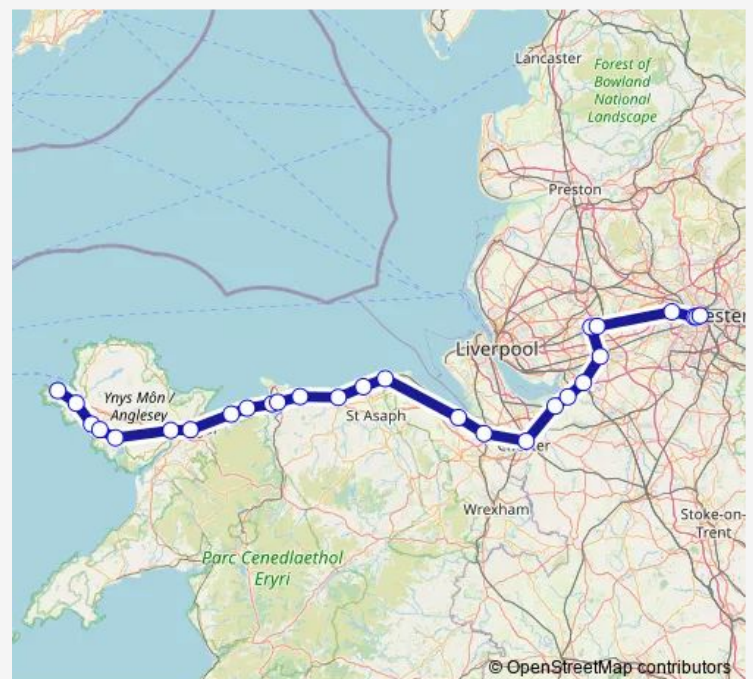 Lancaster
Forest of
Bowland
National
Landscape
Preston
Liverpool
Ynys Môn /
Anglesey
St Asaph
Wrexham
Stoke-on-
Trent
Parc Cenedlaethol
Eryri
© OpenStreetMap contributors